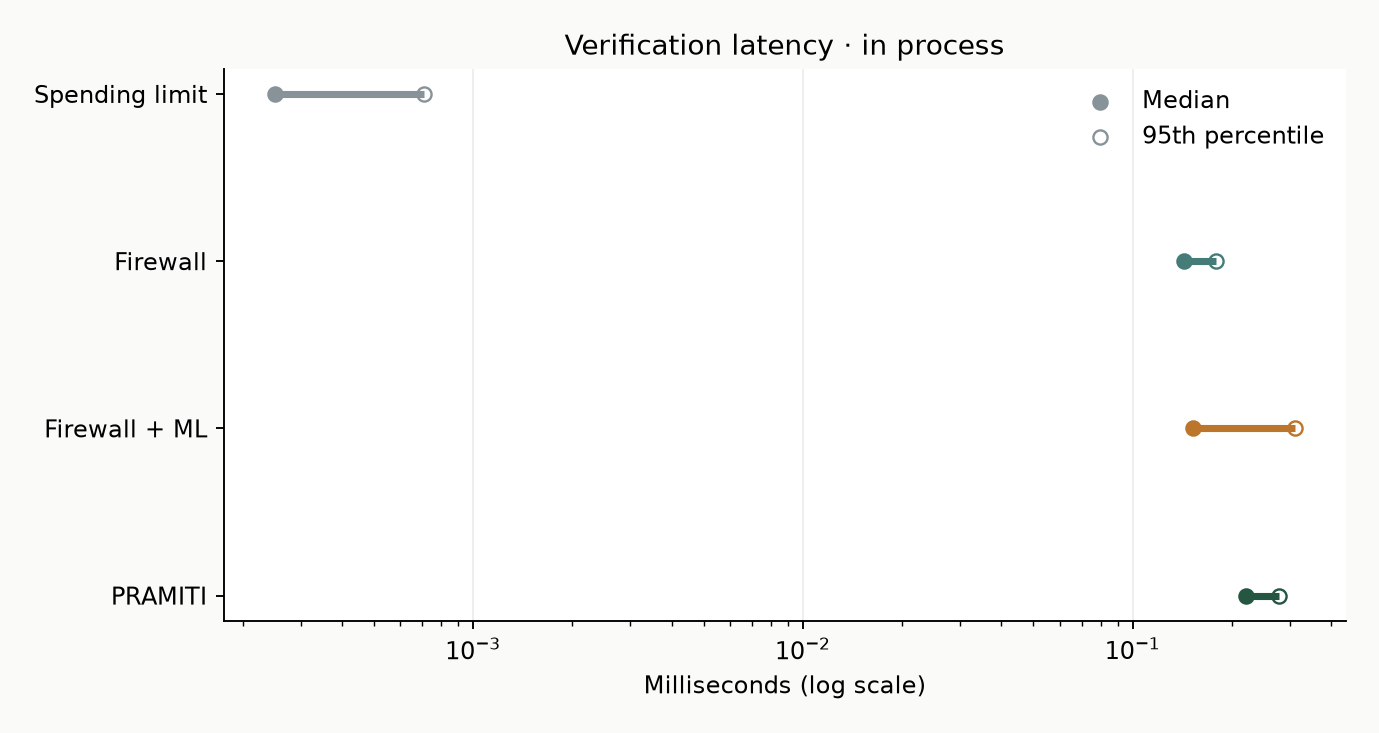 Verification latency · in process
Spending limit
Median
95th percentile
Firewall
Firewall + ML
PRAMITI
10⁻³
10⁻²
10⁻¹
Milliseconds (log scale)